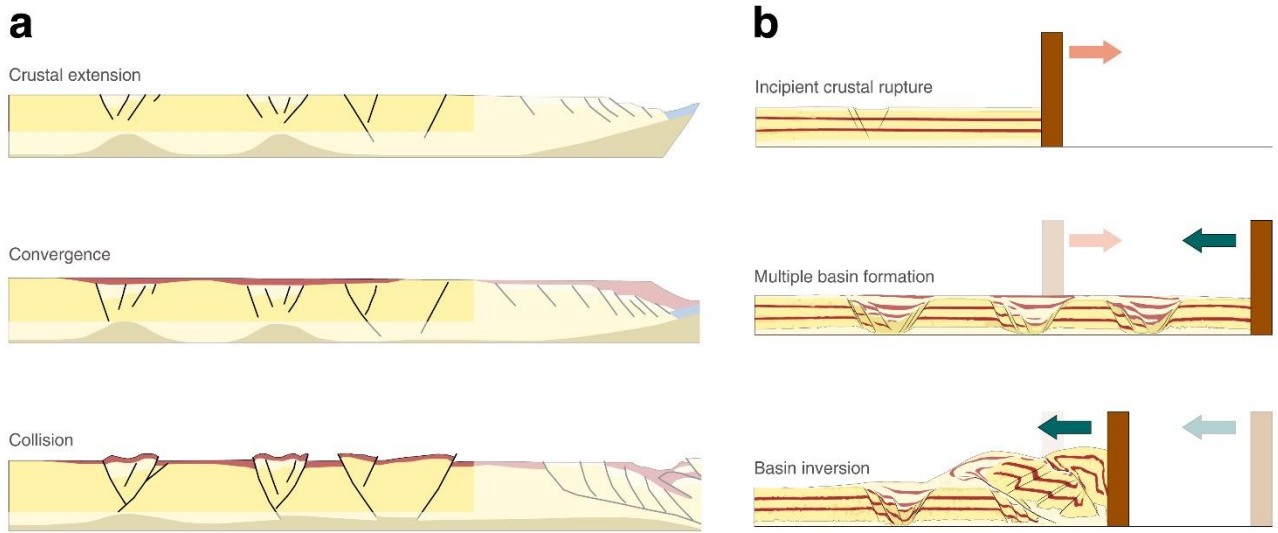 a
Crustal extension
Convergence
Collision
b
Incipient crustal rupture
Multiple basin formation
Basin inversion